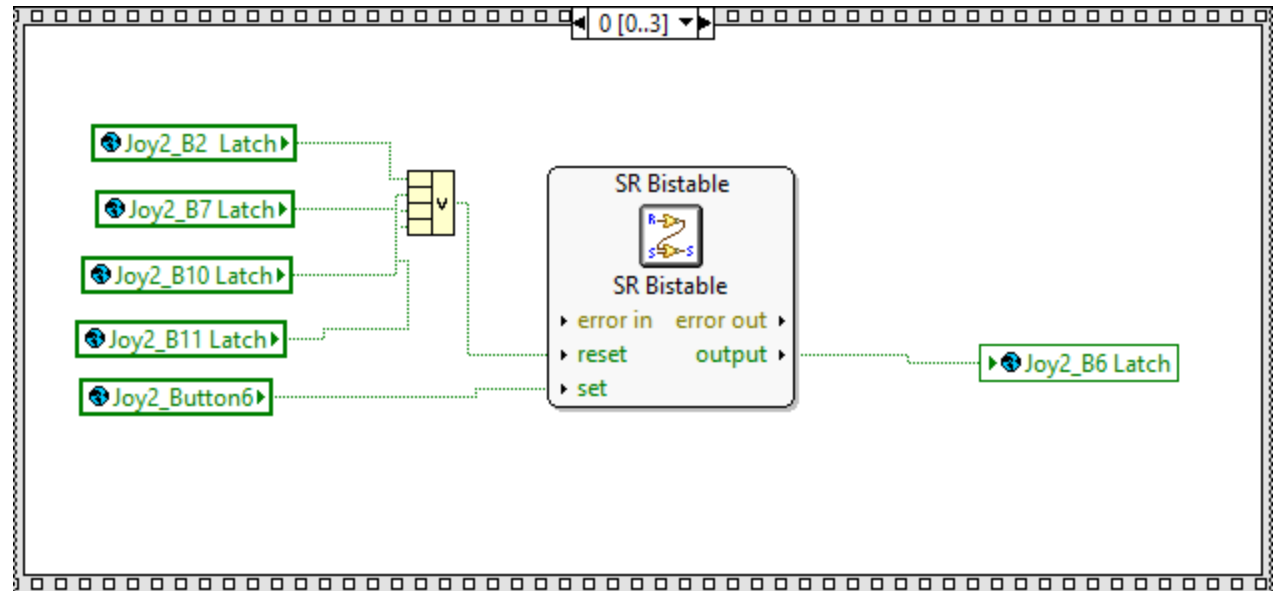 0 [0..3]
Joy2_B2 Latch
Joy2_B7 Latch
Joy2_B10 Latch
Joy2_B11 Latch
Joy2_Button6
V
SR Bistable
R
S S
SR Bistable
error in error out
reset output
set
Joy2_B6 Latch